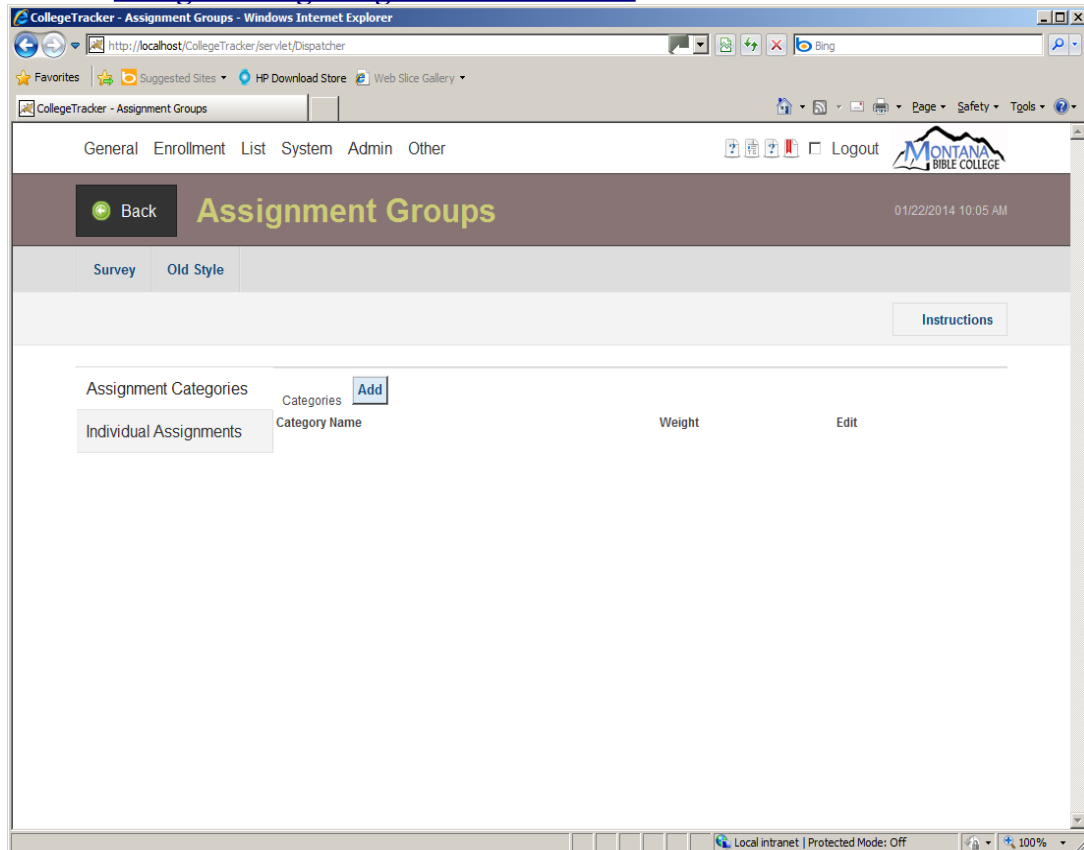 CollegeTracker - Assignment Groups - Windows Internet Explorer
http://localhost/CollegeTracker/servlet/Dispatcher
Bing
Favorites Suggested Sites HP Download Store Web Slice Gallery
CollegeTracker - Assignment Groups Page Safety Tools
General Enrollment List System Admin Other Logout MONTANA
BIBLE COLLEGE
Back Assignment Groups 01/22/2014 10:05 AM
Survey Old Style
Instructions
Assignment Categories Categories Add
Individual Assignments Category Name Weight Edit
Local intranet | Protected Mode: Off 100%